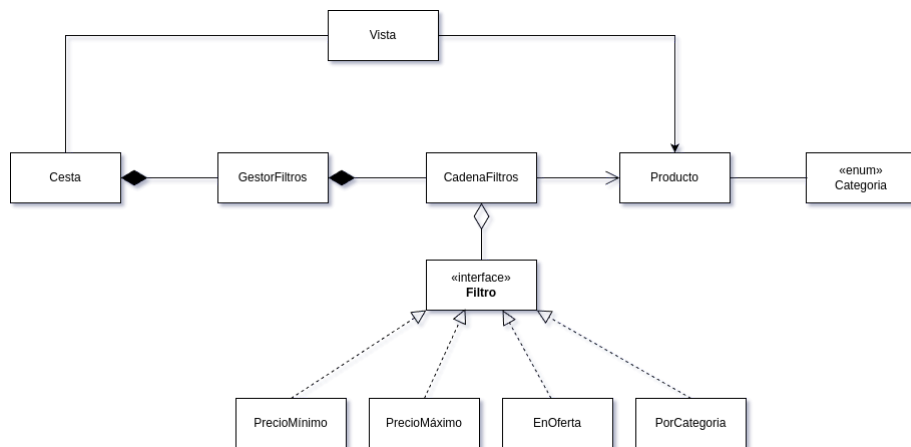 Vista
Cesta
GestorFiltros
CadenaFiltros
Producto
«enum»
Categoria
«interface»
Filtro
PrecioMínimo
PrecioMáximo
EnOferta
PorCategoria